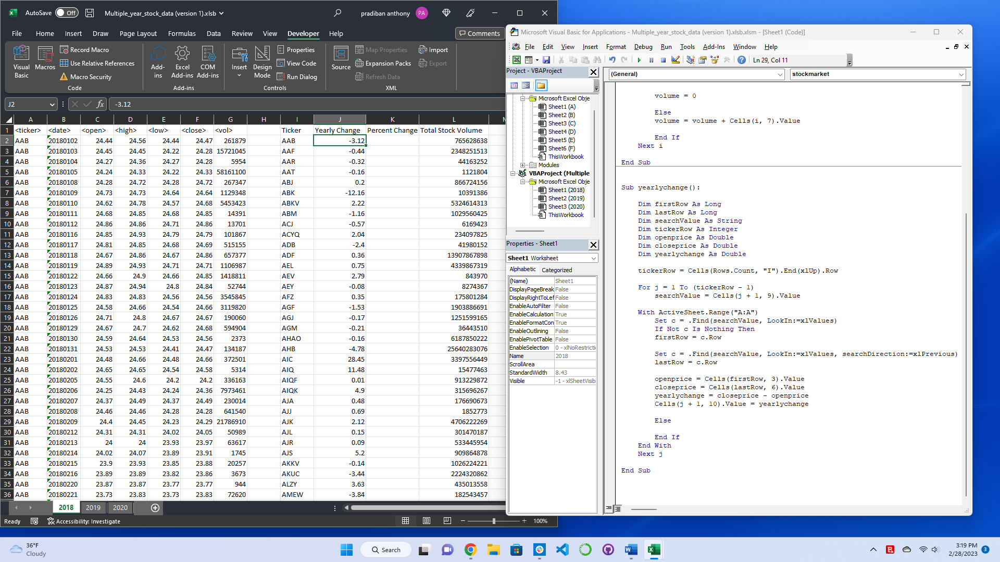 AutoSave Off Multiple_year_stock_data (version 1).xlsb pradiban anthony PA
File Home Insert Draw Page Layout Formulas Data Review View Developer Help Comments
Visual Basic
Macros
Record Macro
Use Relative References
Macro Security
Code
Add-ins
Excel Add-ins
COM Add-ins
Add-ins
Insert
Design Mode
Properties
View Code
Run Dialog
Controls
Source
Map Properties
Expansion Packs
Refresh Data
Import
Export
XML
J2 fx -3.12
A B C D E F G H I J K L
1 <ticker> <date> <open> <high> <low> <close> <vol> Ticker Yearly Change Percent Change Total Stock Volume
2 AAB 20180102 24.44 24.56 24.44 24.47 261879 AAB -3.12 765628638
3 AAB 20180103 24.45 24.45 24.22 24.28 15721045 AAF -0.44 2348251513
4 AAB 20180104 24.27 24.36 24.27 24.28 5954 AAR -0.32 44163252
5 AAB 20180105 24.24 24.33 24.22 24.33 58161100 AAT -0.16 1121804
6 AAB 20180108 24.28 24.72 24.28 24.72 267347 ABJ 0.2 866724156
7 AAB 20180109 24.73 24.73 24.64 24.64 1129348 ABK -12.16 10391386
8 AAB 20180110 24.62 24.78 24.57 24.68 5453423 ABKV 2.22 5324614313
9 AAB 20180111 24.68 24.85 24.68 24.85 14391 ABM -1.16 1029560425
10 AAB 20180112 24.86 24.86 24.71 24.86 13701 ACJ -0.57 6169423
11 AAB 20180116 24.85 24.93 24.79 24.79 101867 ACYQ 2.04 234097825
12 AAB 20180117 24.81 24.85 24.68 24.69 515155 ADB -2.4 41980152
13 AAB 20180118 24.67 24.86 24.67 24.86 657377 ADF 0.36 13907867898
14 AAB 20180119 24.89 24.93 24.71 24.71 1106987 AEL 0.75 4339867319
15 AAB 20180122 24.66 24.9 24.66 24.85 1418811 AEV 2.79 843970
16 AAB 20180123 24.87 24.94 24.8 24.84 52744 AEY -0.08 8274367
17 AAB 20180124 24.83 24.83 24.56 24.56 3545845 AFZ 0.35 175801284
18 AAB 20180125 24.58 24.66 24.54 24.66 3119820 AGF -1.53 1903886691
19 AAB 20180126 24.71 24.8 24.67 24.67 190060 AGJ -0.17 1251599165
20 AAB 20180129 24.67 24.7 24.62 24.68 594904 AGM -0.21 36443510
21 AAB 20180130 24.59 24.64 24.53 24.56 2373 AHAO -0.16 6187850222
22 AAB 20180131 24.53 24.53 24.41 24.47 134187 AHB -4.78 25640283076
23 AAB 20180201 24.48 24.66 24.48 24.66 372501 AIC 28.45 3397556449
24 AAB 20180202 24.65 24.65 24.54 24.58 5314 AIQ 11.48 15477463
25 AAB 20180205 24.55 24.6 24.2 24.2 336163 AIQF 0.01 913229872
26 AAB 20180206 24.25 24.43 24.24 24.36 7973461 AIQK 4.9 315696267
27 AAB 20180207 24.37 24.49 24.37 24.49 230014 AJA 0.48 176690673
28 AAB 20180208 24.46 24.46 24.28 24.28 641540 AJJ 0.69 1852773
29 AAB 20180209 24.4 24.45 24.23 24.29 21786910 AJK 2.12 4706222269
30 AAB 20180212 24.31 24.31 24.02 24.05 50989 AJL 0.15 301470187
31 AAB 20180213 24 24 23.93 23.97 63617 AJR 0.09 533445954
32 AAB 20180214 24.02 24.07 23.89 23.91 1745 AJS 5.2 909864878
33 AAB 20180215 23.9 23.93 23.85 23.88 20257 AKKV -0.14 1026224221
34 AAB 20180216 23.89 23.89 23.82 23.86 3673 AKUC -3.44 2224320862
35 AAB 20180220 23.87 23.87 23.77 23.77 944 ALZY 3.63 435013558
36 AAB 20180221 23.73 23.83 23.73 23.83 72620 AMEW -3.84 182543457
2018 2019 2020
Ready Accessibility: Investigate 100%
Microsoft Visual Basic for Applications - Multiple_year_stock_data (version 1).xlsb.xlsm - [Sheet1 (Code)]
File Edit View Insert Format Debug Run Tools Add-Ins Window Help
Ln 29, Col 11
Project - VBAProject
Microsoft Excel Obje
Sheet1 (A)
Sheet2 (B)
Sheet3 (C)
Sheet4 (D)
Sheet5 (E)
Sheet6 (F)
ThisWorkbook
Modules
VBAProject (Multiple
Microsoft Excel Obje
Sheet1 (2018)
Sheet2 (2019)
Sheet3 (2020)
ThisWorkbook
Properties - Sheet1
Sheet1 Worksheet
Alphabetic Categorized
(Name) Sheet1
DisplayPageBreak False
DisplayRightToLef False
EnableAutoFilter False
EnableCalculation True
EnableFormatCon True
EnableOutlining False
EnablePivotTable False
EnableSelection 0 - xlNoRestricti
Name 2018
ScrollArea
StandardWidth 8.43
Visible -1 - xlSheetVisib
(General) stockmarket
volume = 0
Else
volume = volume + Cells(i, 7).Value
End If
Next i
End Sub
Sub yearlychange():
Dim firstRow As Long
Dim lastRow As Long
Dim searchValue As String
Dim tickerRow As Integer
Dim openprice As Double
Dim closeprice As Double
Dim yearlychange As Double
tickerRow = Cells(Rows.Count, "I").End(xlUp).Row
For j = 1 To (tickerRow - 1)
searchValue = Cells(j + 1, 9).Value
With ActiveSheet.Range("A:A")
Set c = .Find(searchValue, LookIn:=xlValues)
If Not c Is Nothing Then
firstRow = c.Row
Set c = .Find(searchValue, LookIn:=xlValues, searchDirection:=xlPrevious)
lastRow = c.Row
openprice = Cells(firstRow, 3).Value
closeprice = Cells(lastRow, 6).Value
yearlychange = closeprice - openprice
Cells(j + 1, 10).Value = yearlychange
Else
End If
End With
Next j
End Sub
36°F
Cloudy
Search
3:19 PM
2/28/2023
3